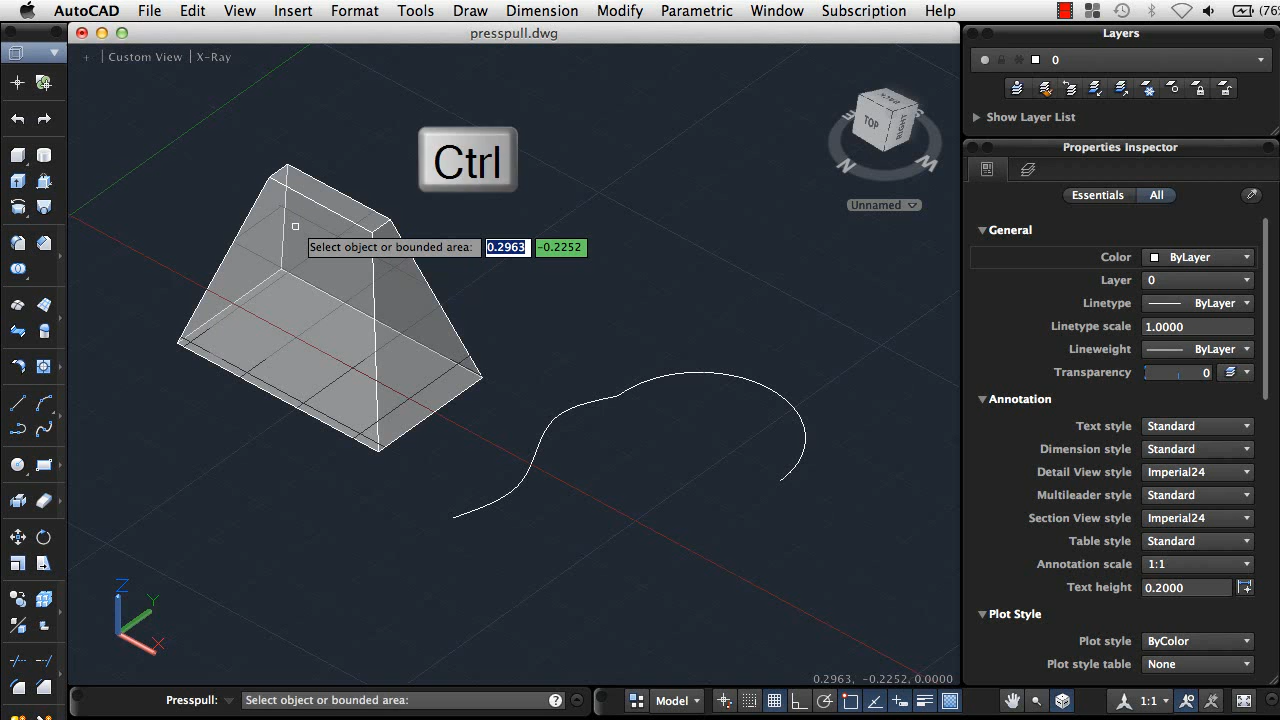 AutoCAD File Edit View Insert Format Tools Draw Dimension Modify Parametric Window Subscription Help
presspull.dwg
+ Custom View X-Ray
Ctrl
TOP
RIGHT
N
Unnamed
Select object or bounded area: 0.2963 -0.2252
Z
Y
X
0.2963, -0.2252, 0.0000
Presspull: Select object or bounded area: ?
Model
1:1
Layers
0
Show Layer List
Properties Inspector
Essentials All
General
Color ByLayer
Layer 0
Linetype ByLayer
Linetype scale 1.0000
Lineweight ByLayer
Transparency 0
Annotation
Text style Standard
Dimension style Standard
Detail View style Imperial24
Multileader style Standard
Section View style Imperial24
Table style Standard
Annotation scale 1:1
Text height 0.2000
Plot Style
Plot style ByColor
Plot style table None